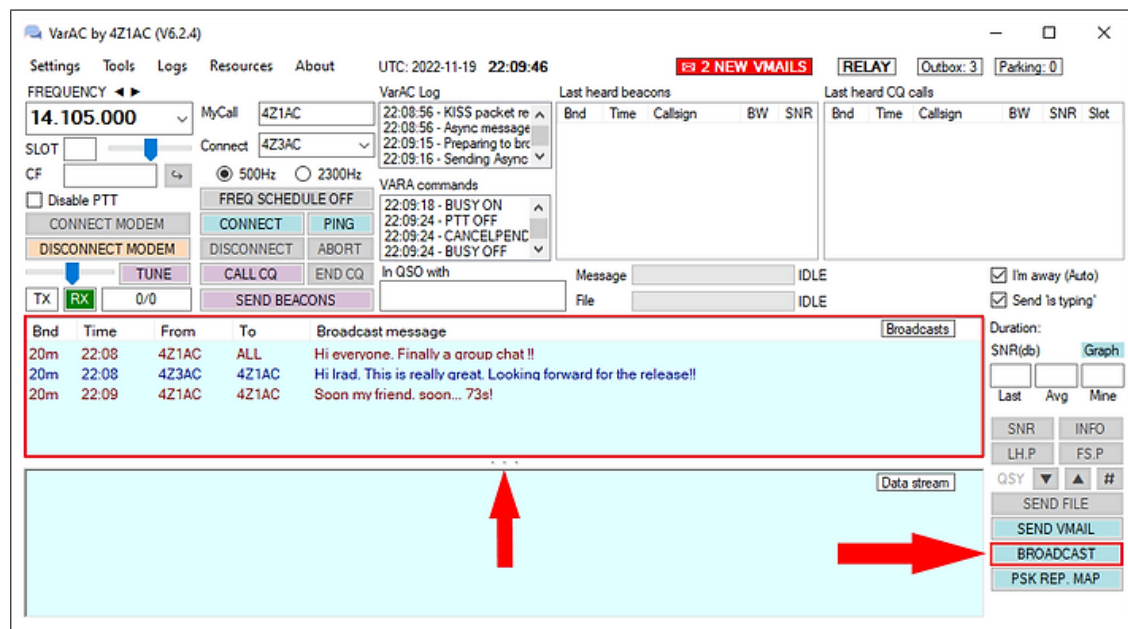 VarAC by 4Z1AC (V6.2.4)
Settings Tools Logs Resources About UTC: 2022-11-19 22:09:46 2 NEW VMAILS RELAY Outbox: 3 Parking: 0
FREQUENCY ◄ ► VarAC Log Last heard beacons Last heard CQ calls
14.105.000 MyCall 4Z1AC Bnd Time Callsign BW SNR Bnd Time Callsign BW SNR Slot
22:08:56 - KISS packet re
22:08:56 - Async message
22:09:15 - Preparing to brc
22:09:16 - Sending Async
SLOT Connect 4Z3AC
CF 500Hz 2300Hz
VARA commands
Disable PTT FREQ SCHEDULE OFF
22:09:18 - BUSY ON
22:09:24 - PTT OFF
22:09:24 - CANCELPEND
22:09:24 - BUSY OFF
CONNECT MODEM CONNECT PING
DISCONNECT MODEM DISCONNECT ABORT
TUNE CALL CQ END CQ In QSO with Message IDLE I'm away (Auto)
TX RX 0/0 SEND BEACONS File IDLE Send 'is typing'
Bnd Time From To Broadcast message Broadcasts
20m 22:08 4Z1AC ALL Hi everyone. Finally a group chat !!
20m 22:08 4Z3AC 4Z1AC Hi Irad. This is really great. Looking forward for the release!!
20m 22:09 4Z1AC 4Z1AC Soon my friend. soon... 73s!
Duration:
SNR(db) Graph
Last Avg Mine
SNR INFO
LH.P FS.P
Data stream
QSY ▼ ▲ #
SEND FILE
SEND VMAIL
BROADCAST
PSK REP. MAP